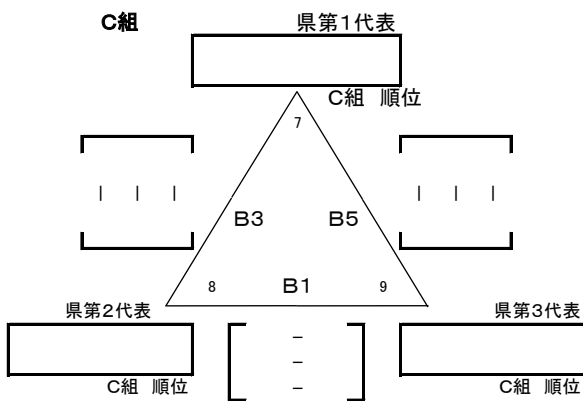 C組
県第1代表
C組 順位
7
| | |
| | |
B3
B5
8
B1
9
県第2代表
県第3代表
–
–
–
C組 順位
C組 順位